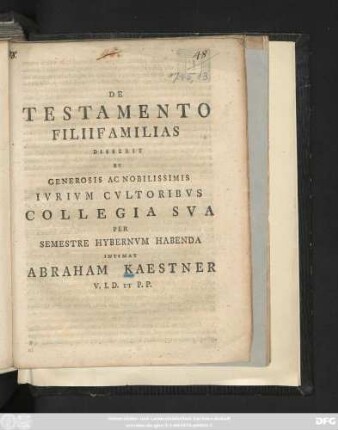 DE
TESTAMENTO
FILIIFAMILIAS
DISSERIT
ET
GENEROSIS AC NOBILISSIMIS
IVRIVM CVLTORIBVS
COLLEGIA SVA
PER
SEMESTRE HYBERNVM HABENDA
INTIMAT
ABRAHAM KAESTNER
V. I. D. ET P. P.
DFG